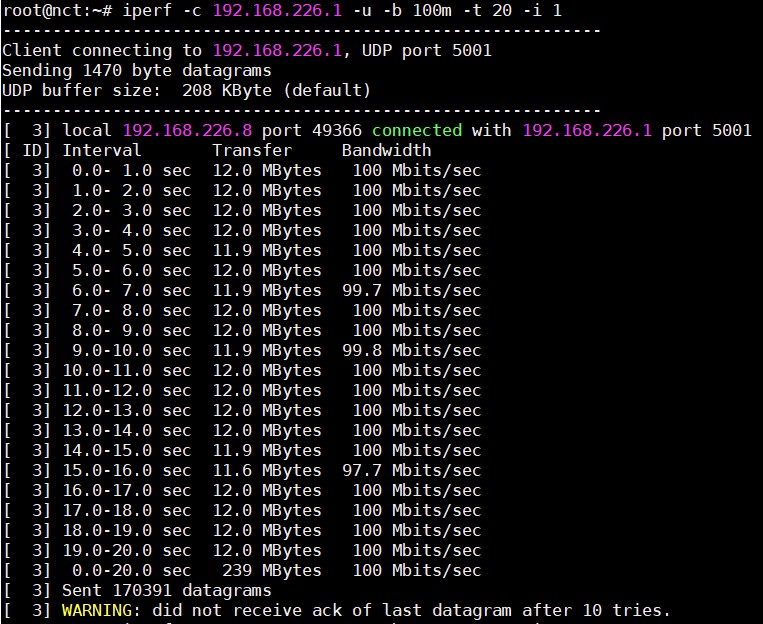 root@nct:~# iperf -c 192.168.226.1 -u -b 100m -t 20 -i 1
------------------------------------------------------------
Client connecting to 192.168.226.1, UDP port 5001
Sending 1470 byte datagrams
UDP buffer size:  208 KByte (default)
------------------------------------------------------------
[  3] local 192.168.226.8 port 49366 connected with 192.168.226.1 port 5001
[ ID] Interval       Transfer     Bandwidth
[  3]  0.0- 1.0 sec  12.0 MBytes   100 Mbits/sec
[  3]  1.0- 2.0 sec  12.0 MBytes   100 Mbits/sec
[  3]  2.0- 3.0 sec  12.0 MBytes   100 Mbits/sec
[  3]  3.0- 4.0 sec  12.0 MBytes   100 Mbits/sec
[  3]  4.0- 5.0 sec  11.9 MBytes   100 Mbits/sec
[  3]  5.0- 6.0 sec  12.0 MBytes   100 Mbits/sec
[  3]  6.0- 7.0 sec  11.9 MBytes  99.7 Mbits/sec
[  3]  7.0- 8.0 sec  12.0 MBytes   100 Mbits/sec
[  3]  8.0- 9.0 sec  12.0 MBytes   100 Mbits/sec
[  3]  9.0-10.0 sec  11.9 MBytes  99.8 Mbits/sec
[  3] 10.0-11.0 sec  12.0 MBytes   100 Mbits/sec
[  3] 11.0-12.0 sec  12.0 MBytes   100 Mbits/sec
[  3] 12.0-13.0 sec  12.0 MBytes   100 Mbits/sec
[  3] 13.0-14.0 sec  12.0 MBytes   100 Mbits/sec
[  3] 14.0-15.0 sec  11.9 MBytes   100 Mbits/sec
[  3] 15.0-16.0 sec  11.6 MBytes  97.7 Mbits/sec
[  3] 16.0-17.0 sec  12.0 MBytes   100 Mbits/sec
[  3] 17.0-18.0 sec  12.0 MBytes   100 Mbits/sec
[  3] 18.0-19.0 sec  12.0 MBytes   100 Mbits/sec
[  3] 19.0-20.0 sec  12.0 MBytes   100 Mbits/sec
[  3]  0.0-20.0 sec   239 MBytes   100 Mbits/sec
[  3] Sent 170391 datagrams
[  3] WARNING: did not receive ack of last datagram after 10 tries.